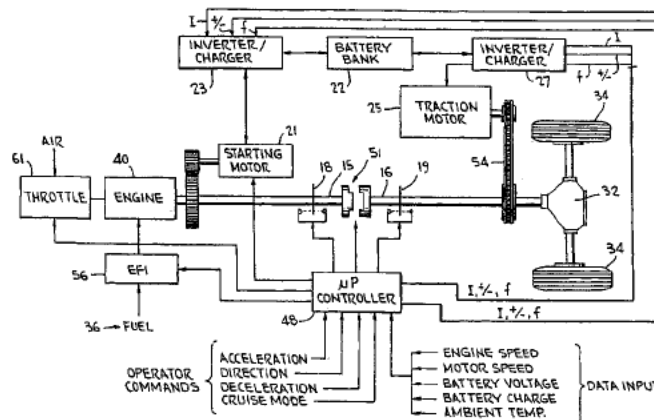 I +/- f
INVERTER/
CHARGER
23
BATTERY
BANK
22
INVERTER/
CHARGER
27
I
+/-
f
25
TRACTION
MOTOR
34
21
STARTING
MOTOR
AIR
61
THROTTLE
40
ENGINE
18
15
51
16
19
54
32
34
56
EFI
36 → FUEL
μP
CONTROLLER
48
I,+/-, f
I,+/-, f
OPERATOR
COMMANDS
ACCELERATION
DIRECTION
DECELERATION
CRUISE MODE
ENGINE SPEED
MOTOR SPEED
BATTERY VOLTAGE
BATTERY CHARGE
AMBIENT TEMP.
DATA INPUT